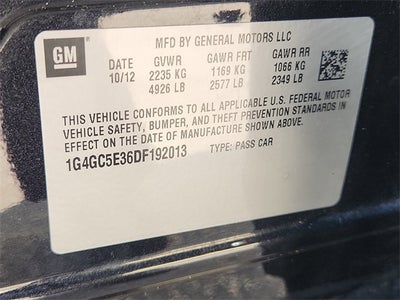 GM
MFD BY GENERAL MOTORS LLC
DATE GVWR GAWR FRT GAWR RR
10/12 2235 KG 1169 KG 1066 KG
4926 LB 2577 LB 2349 LB
THIS VEHICLE CONFORMS TO ALL APPLICABLE U.S. FEDERAL MOTOR
VEHICLE SAFETY, BUMPER, AND THEFT PREVENTION STANDARDS IN
EFFECT ON THE DATE OF MANUFACTURE SHOWN ABOVE.
1G4GC5E36DF192013 TYPE: PASS CAR